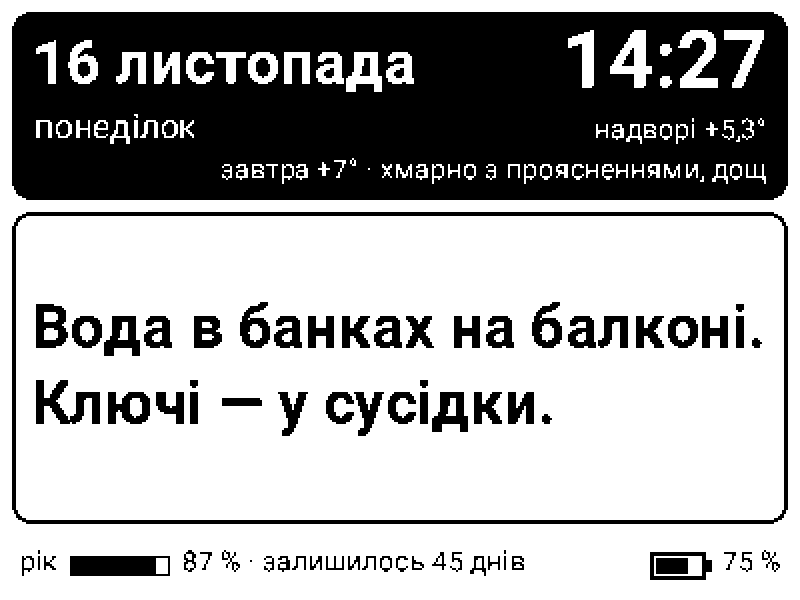 16 листопада 14:27
понеділок надворі +5,3°
завтра +7° · хмарно з проясненнями, дощ
Вода в банках на балконі.
Ключі — у сусідки.
рік 87 % · залишилось 45 днів 75 %